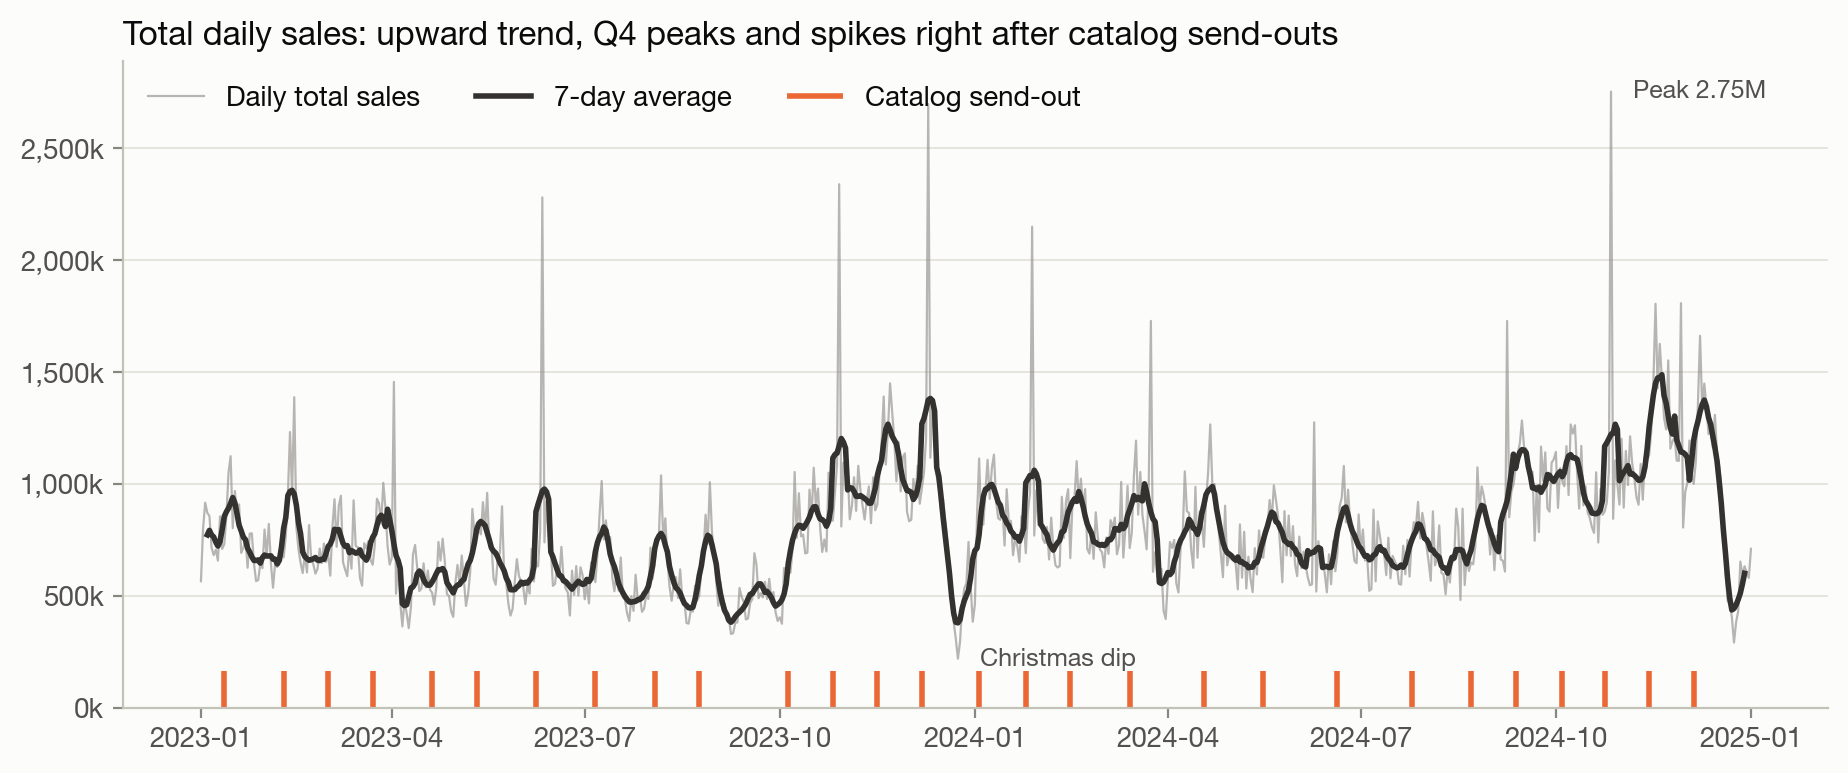 Total daily sales: upward trend, Q4 peaks and spikes right after catalog send-outs
Daily total sales
7-day average
Catalog send-out
Peak 2.75M
2,500k
2,000k
1,500k
1,000k
500k
Christmas dip
0k
2023-01
2023-04
2023-07
2023-10
2024-01
2024-04
2024-07
2024-10
2025-01